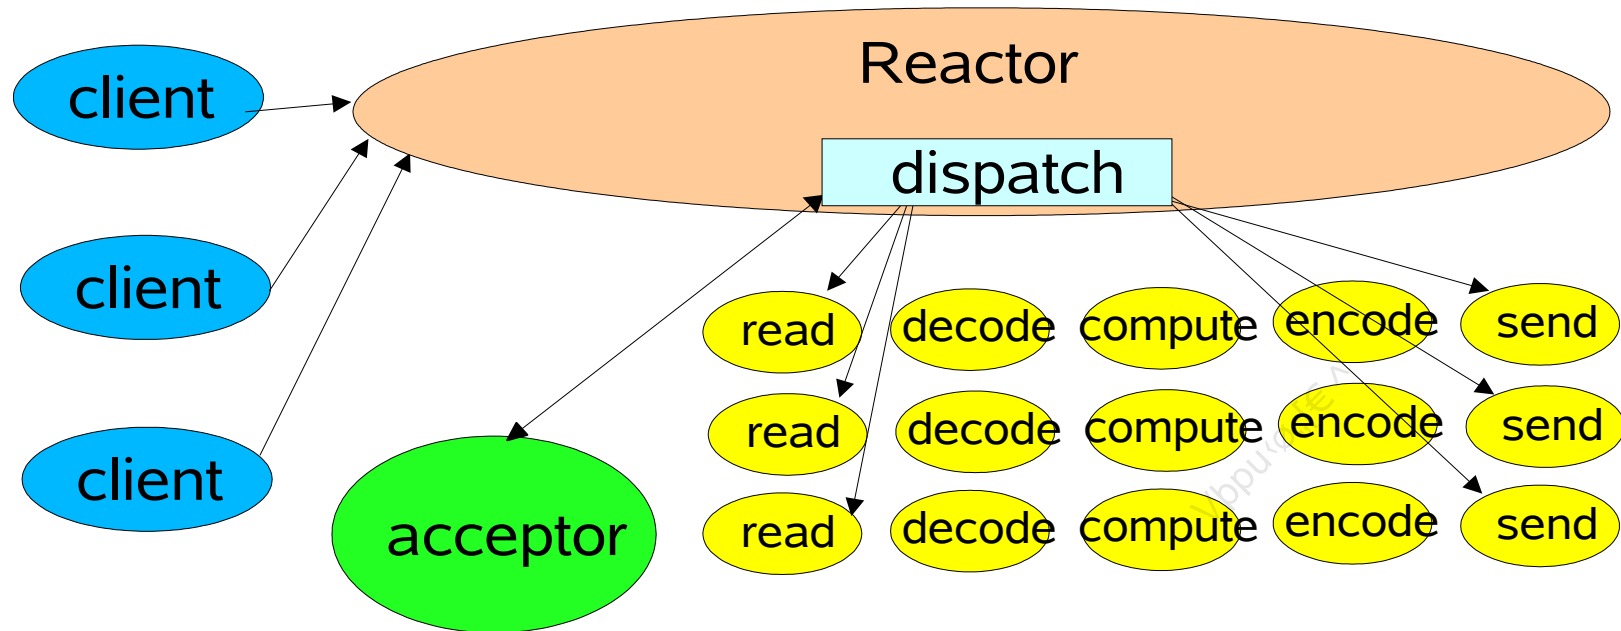 Reactor
client
dispatch
client
client
acceptor
read decode compute encode send
read decode compute encode send
read decode compute encode send